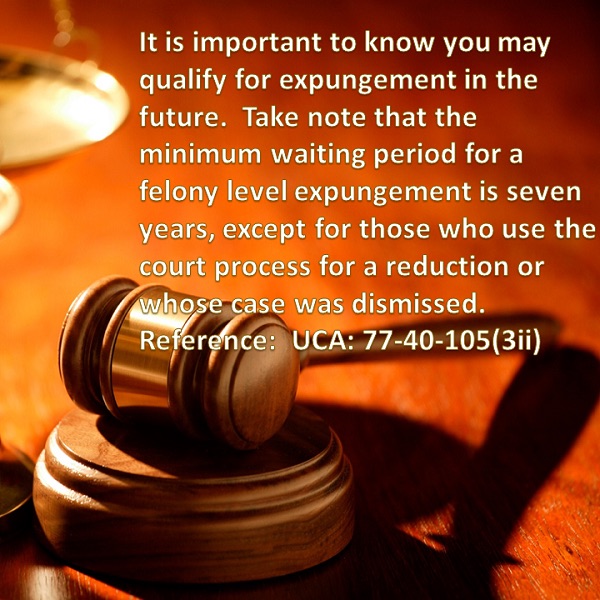 It is important to know you may
qualify for expungement in the
future.  Take note that the
minimum waiting period for a
felony level expungement is seven
years, except for those who use the
court process for a reduction or
whose case was dismissed.
Reference:  UCA: 77-40-105(3ii)